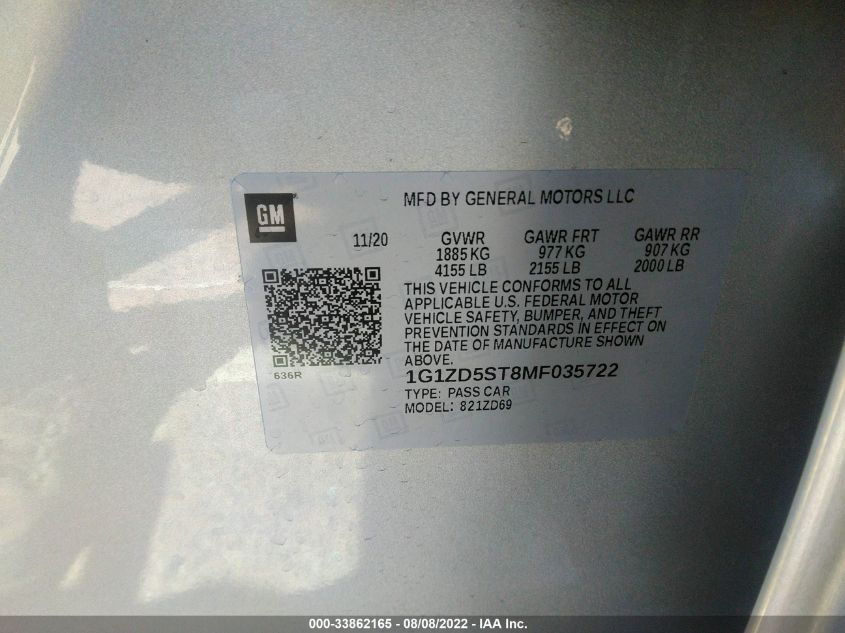 GM
MFD BY GENERAL MOTORS LLC
11/20 GVWR GAWR FRT GAWR RR
1885 KG 977 KG 907 KG
4155 LB 2155 LB 2000 LB
THIS VEHICLE CONFORMS TO ALL
APPLICABLE U.S. FEDERAL MOTOR
VEHICLE SAFETY, BUMPER, AND THEFT
PREVENTION STANDARDS IN EFFECT ON
THE DATE OF MANUFACTURE SHOWN
ABOVE.
636R
1G1ZD5ST8MF035722
TYPE: PASS CAR
MODEL: 821ZD69
000-33862165 - 08/08/2022 - IAA Inc.